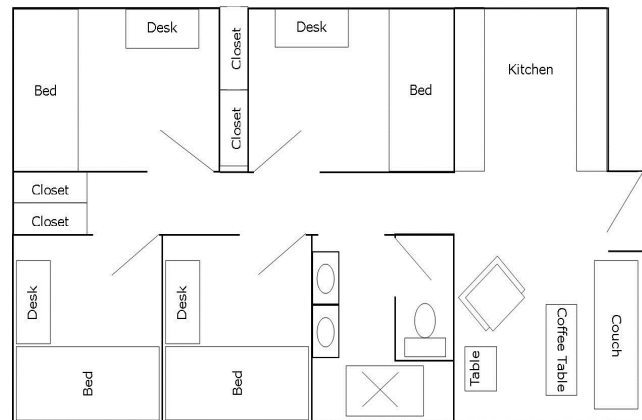 Desk
Closet
Desk
Bed
Closet
Bed
Kitchen
Closet
Closet
Desk
Desk
Bed
Bed
Table
Coffee Table
Couch